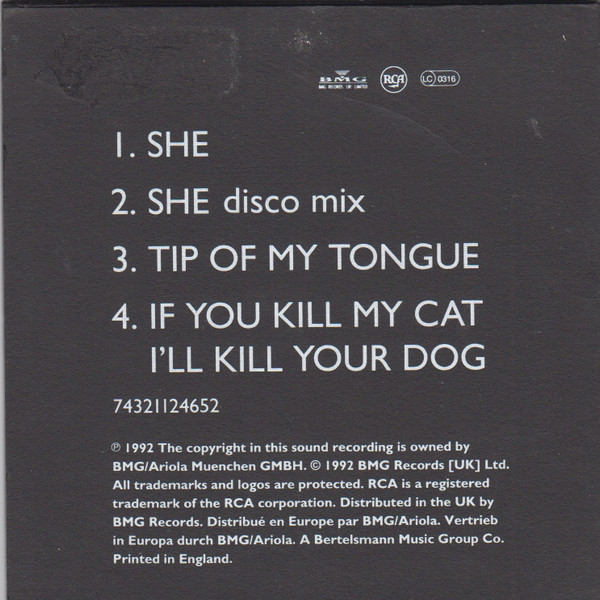 BMG RCA LC 0316
BMG RECORDS UK LIMITED
1. SHE
2. SHE disco mix
3. TIP OF MY TONGUE
4. IF YOU KILL MY CAT
I'LL KILL YOUR DOG
74321124652
℗ 1992 The copyright in this sound recording is owned by
BMG/Ariola Muenchen GMBH. © 1992 BMG Records [UK] Ltd.
All trademarks and logos are protected. RCA is a registered
trademark of the RCA corporation. Distributed in the UK by
BMG Records. Distribué en Europe par BMG/Ariola. Vertrieb
in Europa durch BMG/Ariola. A Bertelsmann Music Group Co.
Printed in England.